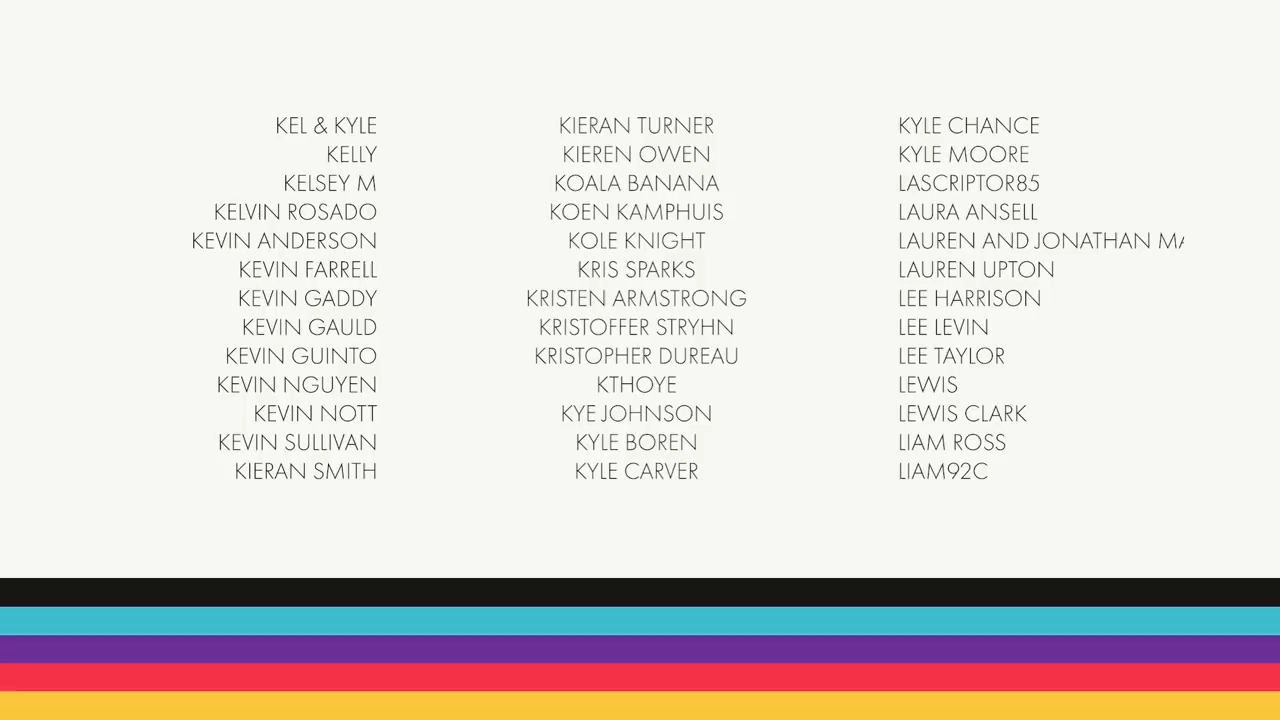 KEL & KYLE
KELLY
KELSEY M
KELVIN ROSADO
KEVIN ANDERSON
KEVIN FARRELL
KEVIN GADDY
KEVIN GAULD
KEVIN GUINTO
KEVIN NGUYEN
KEVIN NOTT
KEVIN SULLIVAN
KIERAN SMITH
KIERAN TURNER
KIEREN OWEN
KOALA BANANA
KOEN KAMPHUIS
KOLE KNIGHT
KRIS SPARKS
KRISTEN ARMSTRONG
KRISTOFFER STRYHN
KRISTOPHER DUREAU
KTHOYE
KYE JOHNSON
KYLE BOREN
KYLE CARVER
KYLE CHANCE
KYLE MOORE
LASCRIPTOR85
LAURA ANSELL
LAUREN AND JONATHAN
LAUREN UPTON
LEE HARRISON
LEE LEVIN
LEE TAYLOR
LEWIS
LEWIS CLARK
LIAM ROSS
LIAM92C